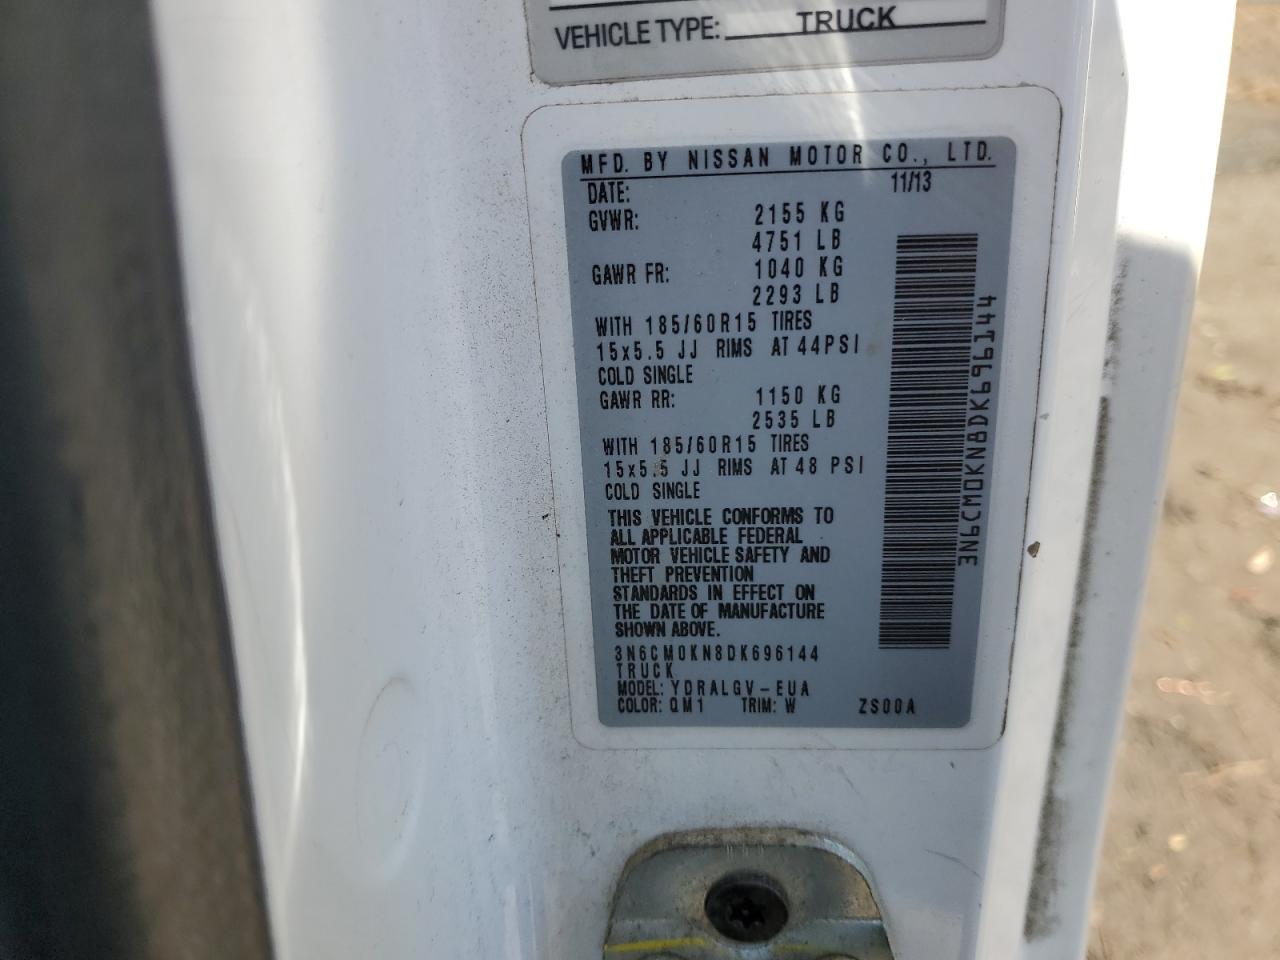 VEHICLE TYPE: TRUCK
MFD. BY NISSAN MOTOR CO., LTD.
DATE: 11/13
GVWR: 2155 KG
4751 LB
GAWR FR: 1040 KG
2293 LB
WITH 185/60R15 TIRES
15x5.5 JJ RIMS AT 44PSI
COLD SINGLE
GAWR RR: 1150 KG
2535 LB
WITH 185/60R15 TIRES
15x5.5 JJ RIMS AT 48 PSI
COLD SINGLE
THIS VEHICLE CONFORMS TO
ALL APPLICABLE FEDERAL
MOTOR VEHICLE SAFETY AND
THEFT PREVENTION
STANDARDS IN EFFECT ON
THE DATE OF MANUFACTURE
SHOWN ABOVE.
3N6CM0KN8DK696144
TRUCK
MODEL: YDRALGV-EUA
COLOR: QM1 TRIM: W ZS00A
3N6CM0KN8DK696144